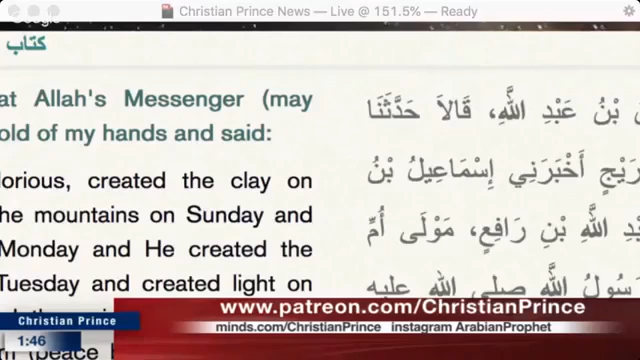 Christian Prince News — Live @ 151.5% — Ready
كتاب
at Allah's Messenger (may
old of my hands and said:
lorious, created the clay on
he mountains on Sunday and
Monday and He created the
Tuesday and created light on
بْنُ عَبْدِ اللَّهِ، قَالاَ حَدَّثَنَا
أَخْبَرَنِي إِسْمَاعِيلُ بْنُ
اللَّهِ بْنِ رَافِعٍ، مَوْلَى أُمِّ
رَسُولُ اللَّهِ صلى الله عليه
www.patreon.com/ChristianPrince
minds.com/ChristianPrince instagram ArabianProphet
Christian Prince
1:46
(peace